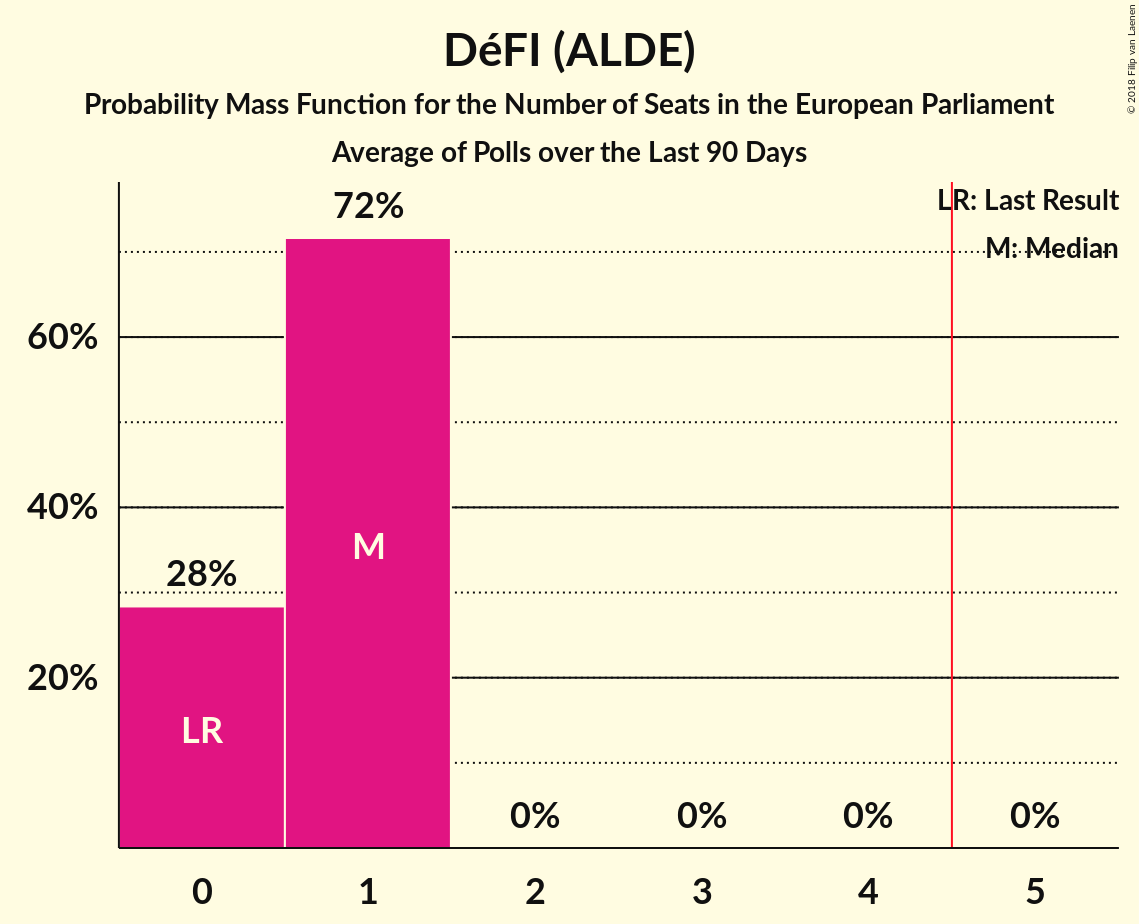 DéFI (ALDE)
Probability Mass Function for the Number of Seats in the European Parliament
Average of Polls over the Last 90 Days
© 2018 Filip van Laenen
LR: Last Result
M: Median
72%
60%
40%
M
28%
20%
LR
0% 0% 0% 0%
0 1 2 3 4 5